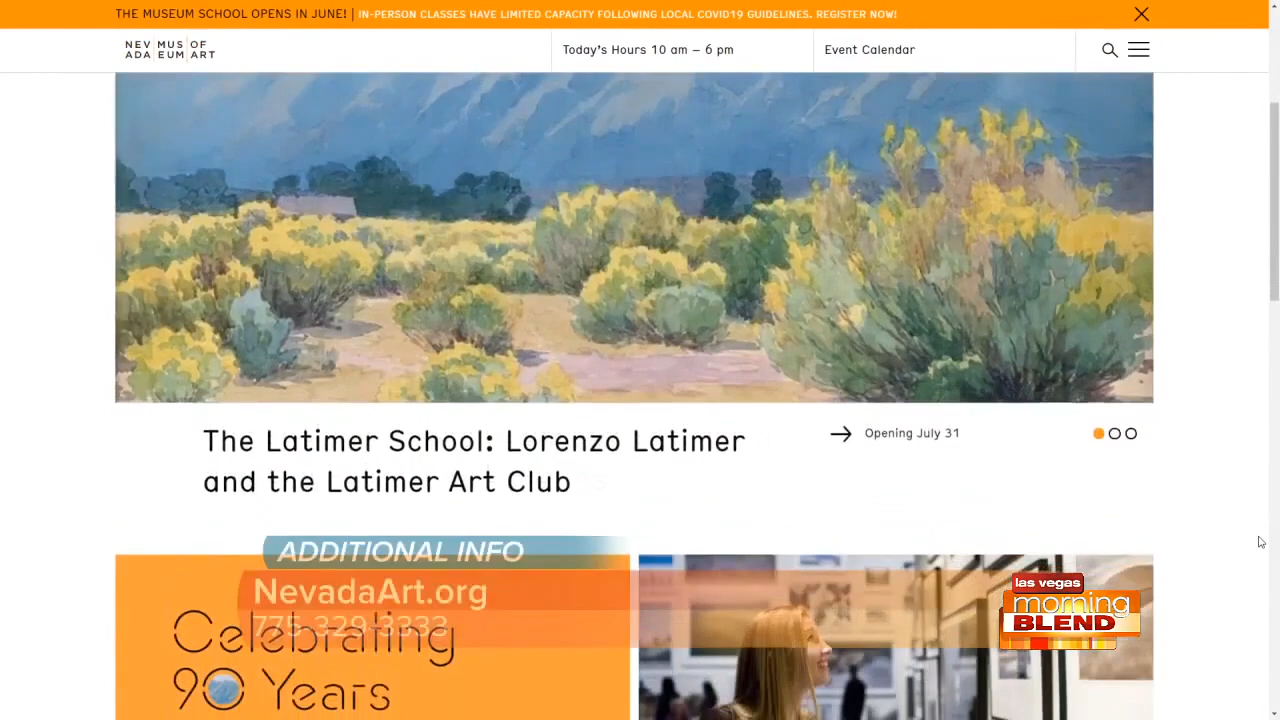 THE MUSEUM SCHOOL OPENS IN JUNE! | IN-PERSON CLASSES HAVE LIMITED CAPACITY FOLLOWING LOCAL COVID19 GUIDELINES. REGISTER NOW!
NEV MUS OF
ADA EUM ART
Today's Hours 10 am – 6 pm
Event Calendar
The Latimer School: Lorenzo Latimer
and the Latimer Art Club
Opening July 31
ADDITIONAL INFO
NevadaArt.org
775-329-3333
Celebrating
90 Years
las vegas
morning
BLEND